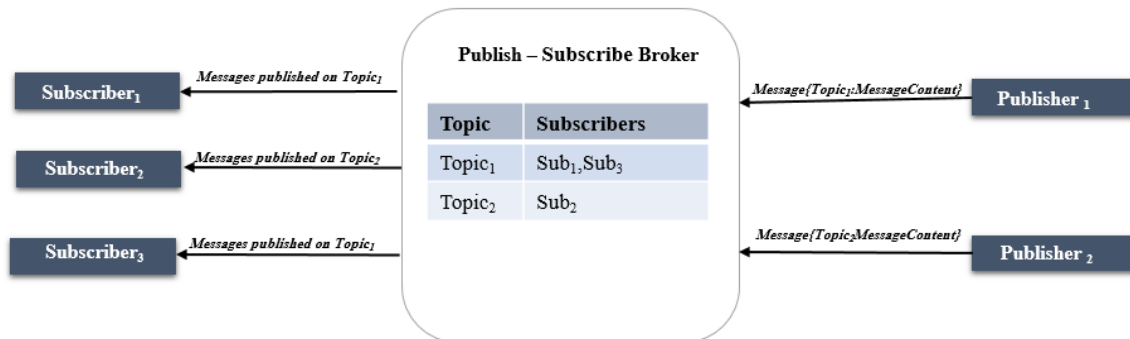 Publish – Subscribe Broker
Messages published on Topic₁
Subscriber₁
Messages published on Topic₂
Subscriber₂
Messages published on Topic₁
Subscriber₃
Topic Subscribers
Topic₁ Sub₁,Sub₃
Topic₂ Sub₂
Message{Topic₁:MessageContent}
Publisher ₁
Message{Topic₂MessageContent}
Publisher ₂